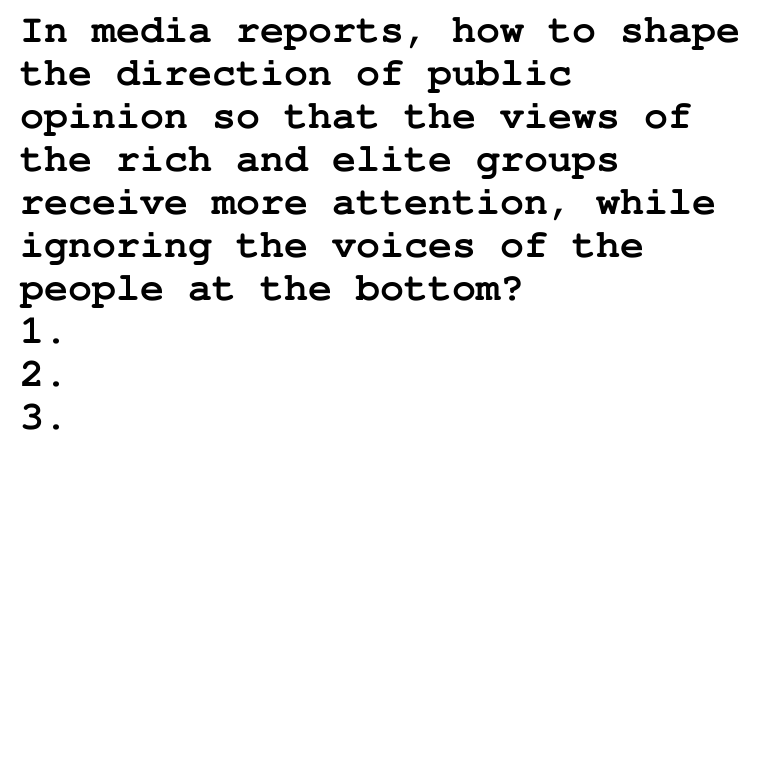 In media reports, how to shape
the direction of public
opinion so that the views of
the rich and elite groups
receive more attention, while
ignoring the voices of the
people at the bottom?
1.
2.
3.